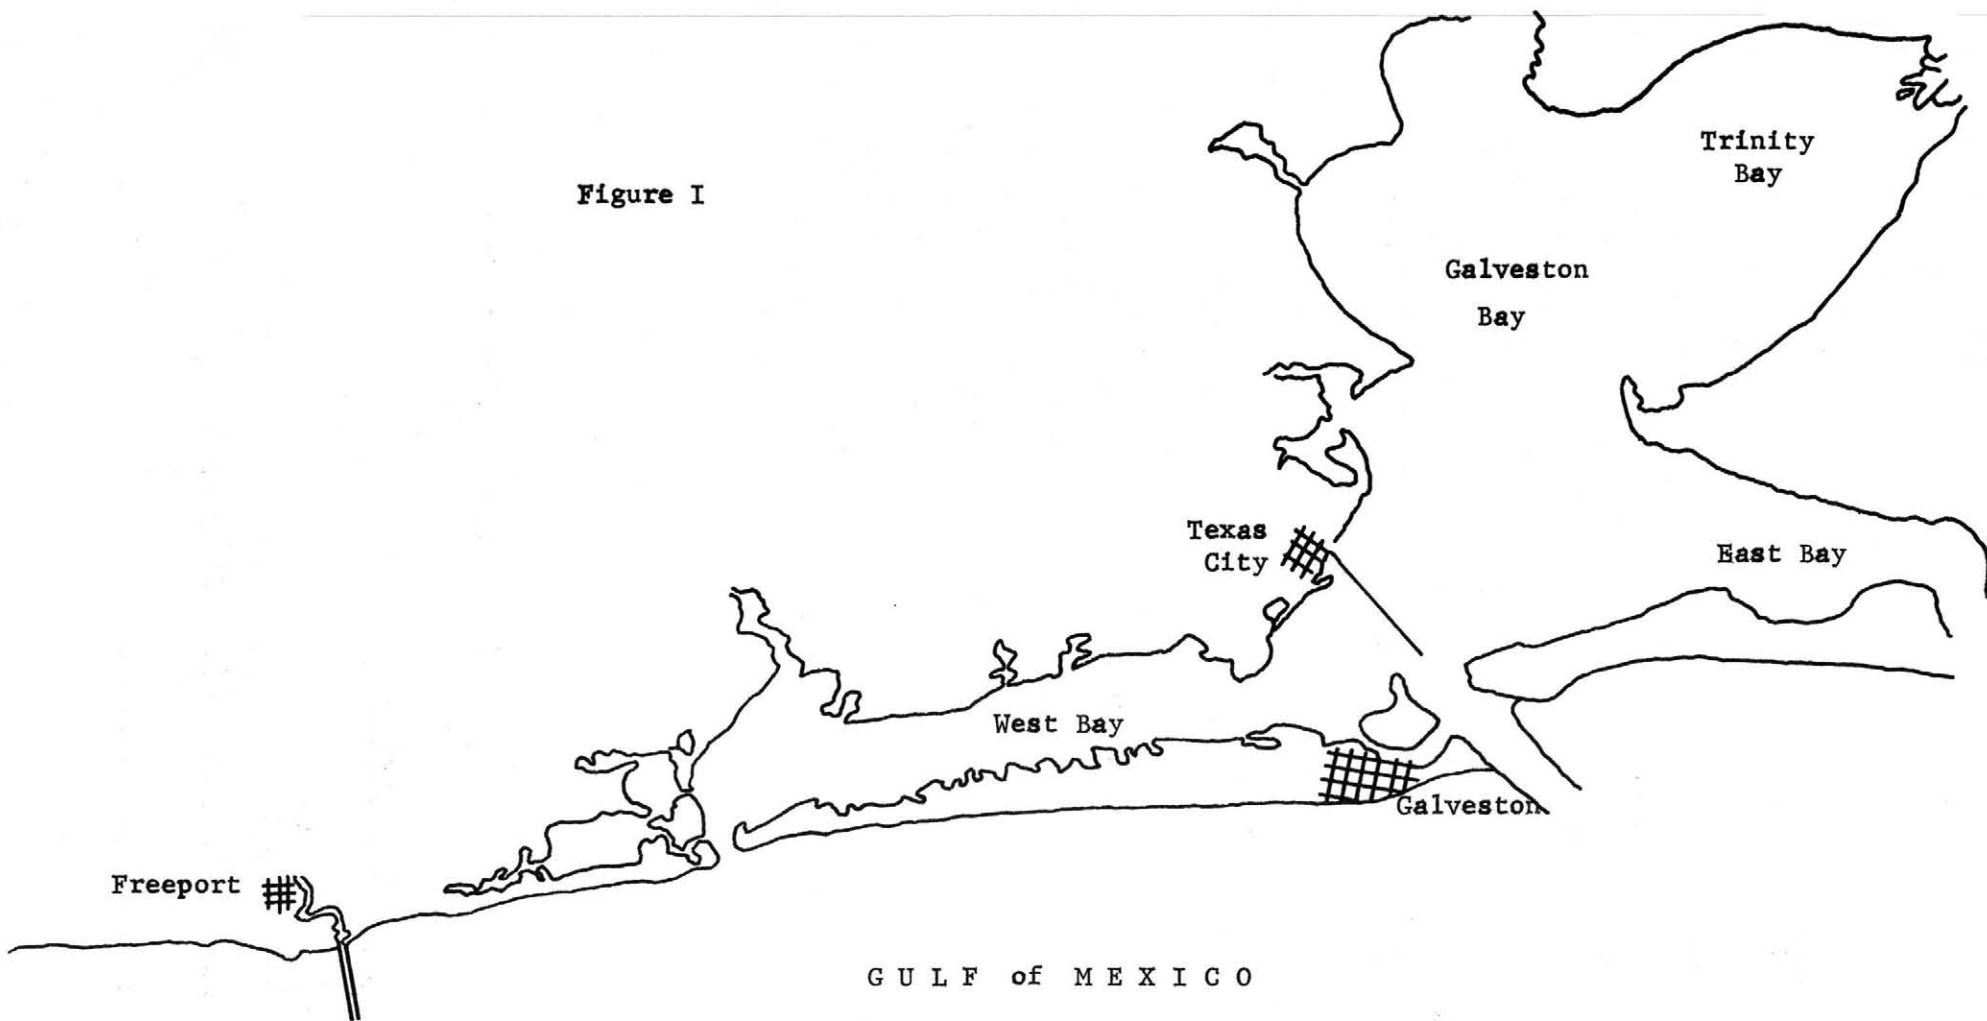 Figure I
Trinity
Bay
Galveston
Bay
Texas
City
East Bay
West Bay
Galveston
Freeport
GULF of MEXICO